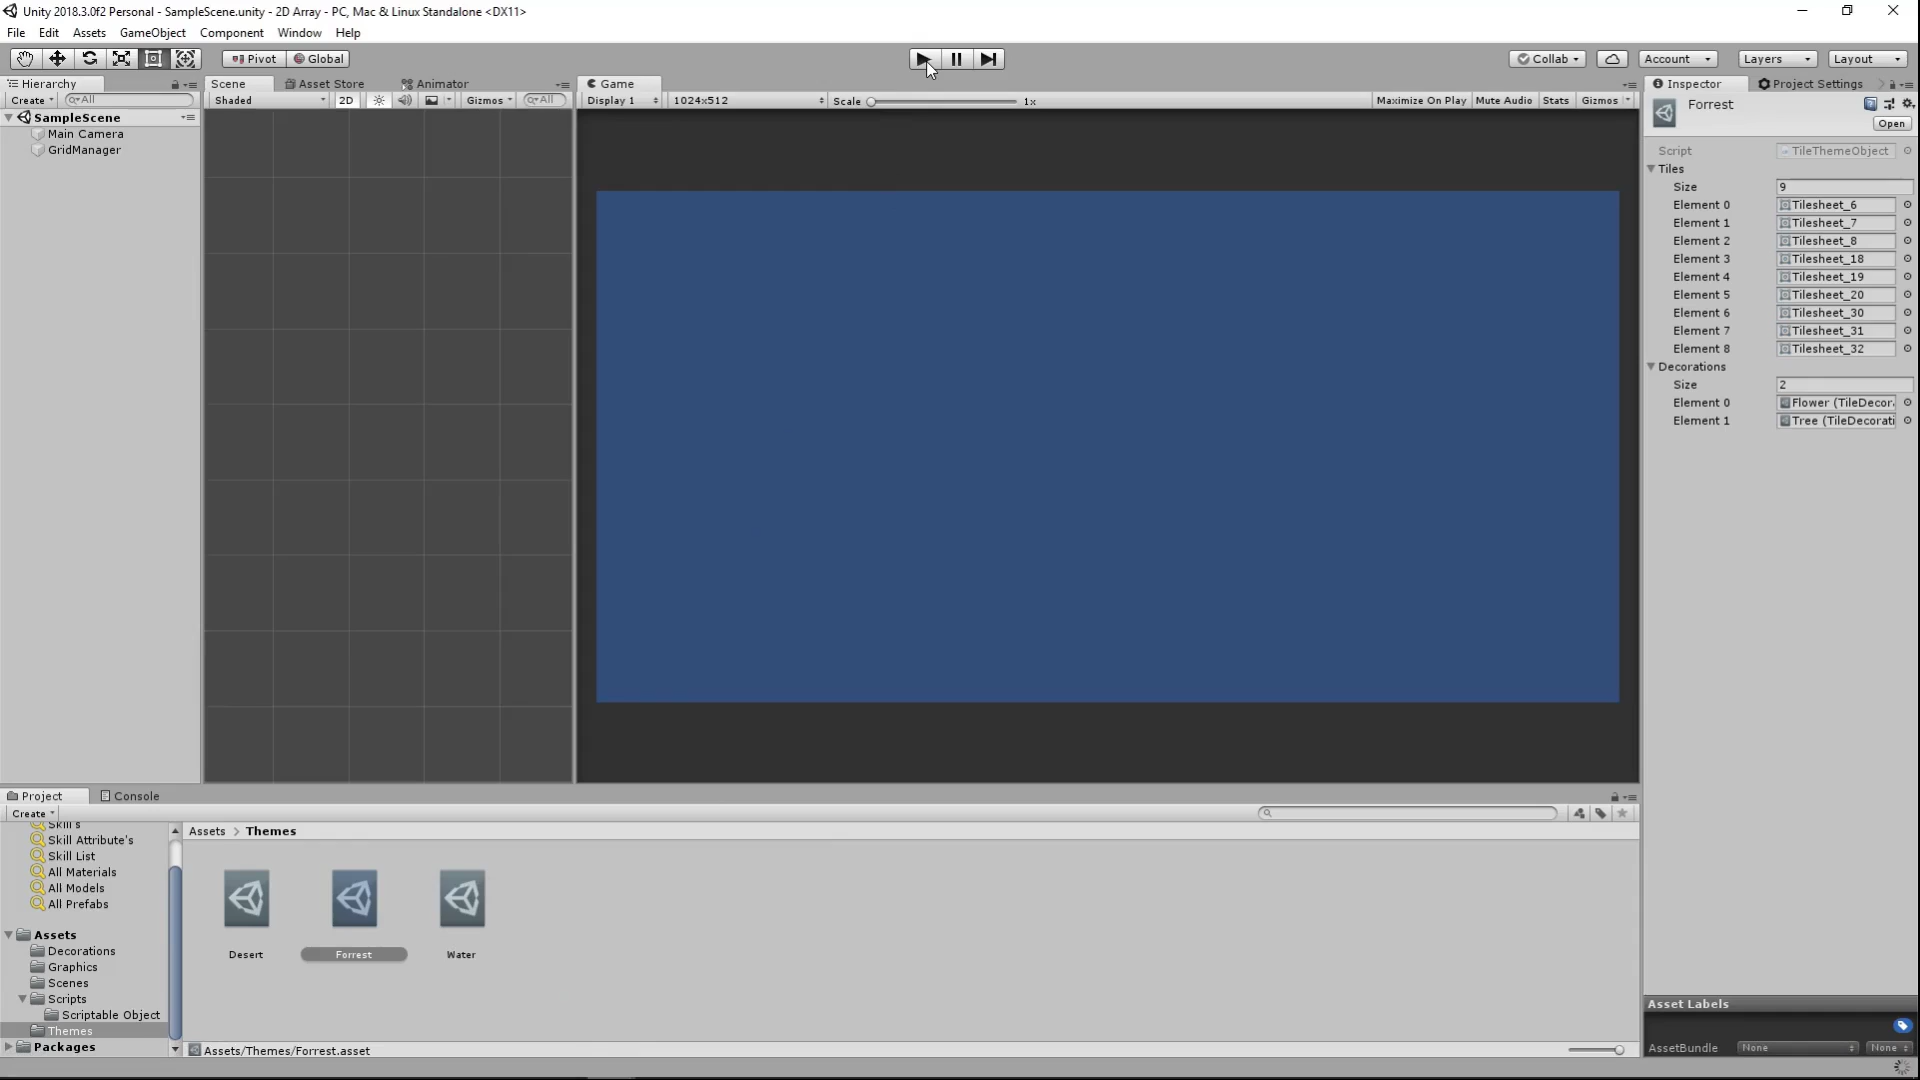 Unity 2018.3.0f2 Personal - SampleScene.unity - 2D Array - PC, Mac & Linux Standalone <DX11>
File Edit Assets GameObject Component Window Help
Pivot Global Collab Account Layers Layout
Hierarchy Scene Asset Store Animator Game Inspector Project Settings
Create All Shaded 2D Gizmos All Display 1 1024x512 Scale 1x Maximize On Play Mute Audio Stats Gizmos
Forrest
Open
SampleScene
Main Camera
GridManager
Script TileThemeObject
Tiles
Size 9
Element 0 Tilesheet_6
Element 1 Tilesheet_7
Element 2 Tilesheet_8
Element 3 Tilesheet_18
Element 4 Tilesheet_19
Element 5 Tilesheet_20
Element 6 Tilesheet_30
Element 7 Tilesheet_31
Element 8 Tilesheet_32
Decorations
Size 2
Element 0 Flower (TileDecor
Element 1 Tree (TileDecorati
Project Console
Create
Skill's
Skill Attribute's
Skill List
All Materials
All Models
All Prefabs
Assets
Decorations
Graphics
Scenes
Scripts
Scriptable Object
Themes
Packages
Assets > Themes
Desert Forrest Water
Assets/Themes/Forrest.asset
Asset Labels
AssetBundle None None